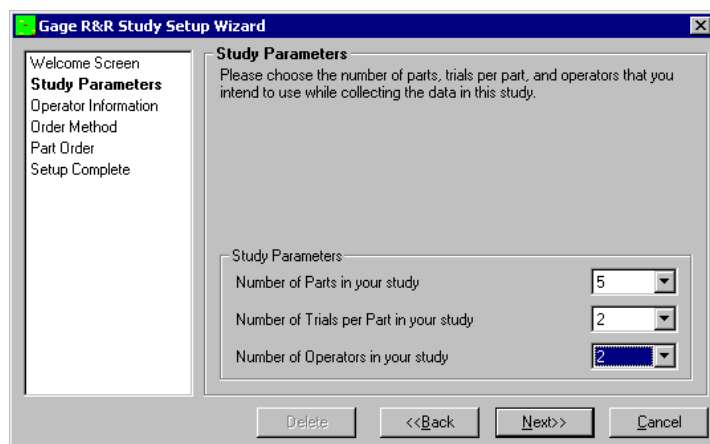 Gage R&R Study Setup Wizard
Welcome Screen
Study Parameters
Operator Information
Order Method
Part Order
Setup Complete
Study Parameters
Please choose the number of parts, trials per part, and operators that you
intend to use while collecting the data in this study.
Study Parameters
Number of Parts in your study 5
Number of Trials per Part in your study 2
Number of Operators in your study 2
Delete <<Back Next>> Cancel